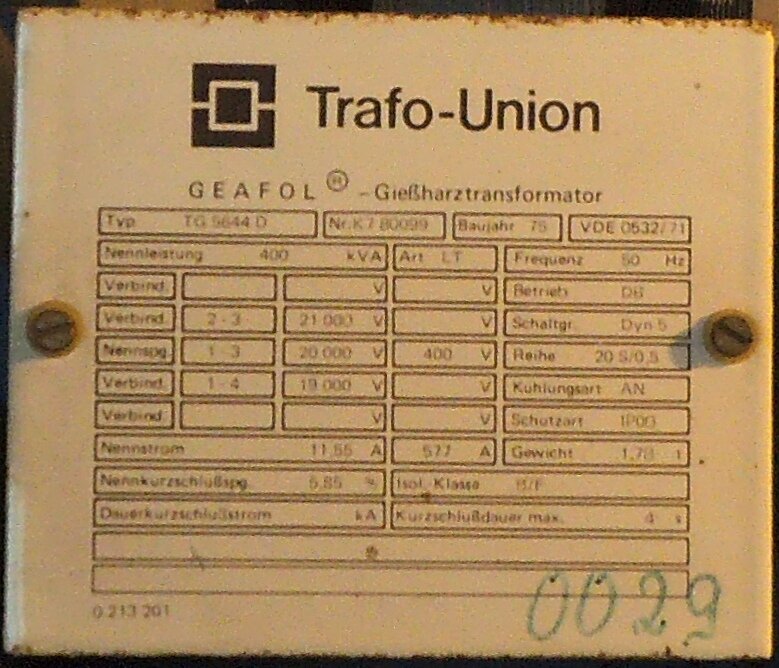 Trafo-Union
GEAFOL® -Gießharztransformator
Typ TG 5644 D Nr. K7 80099 Baujahr 75 VDE 0532/71
Nennleistung 400 kVA Art LT Frequenz 50 Hz
Verbind. V V Betrieb DB
Verbind. 2-3 21 000 V V Schaltgr. Dyn 5
Nennspg. 1-3 20 000 V 400 V Reihe 20 S/0,5
Verbind. 1-4 19 000 V V Kühlungsart AN
Verbind. V V Schutzart IP00
Nennstrom 11,55 A 577 A Gewicht 1,78 t
Nennkurzschlußspg. 5,85 % Isol.-Klasse B/F
Dauerkurzschlußstrom kA Kurzschlußdauer max. 4 s
0 213 201
0029